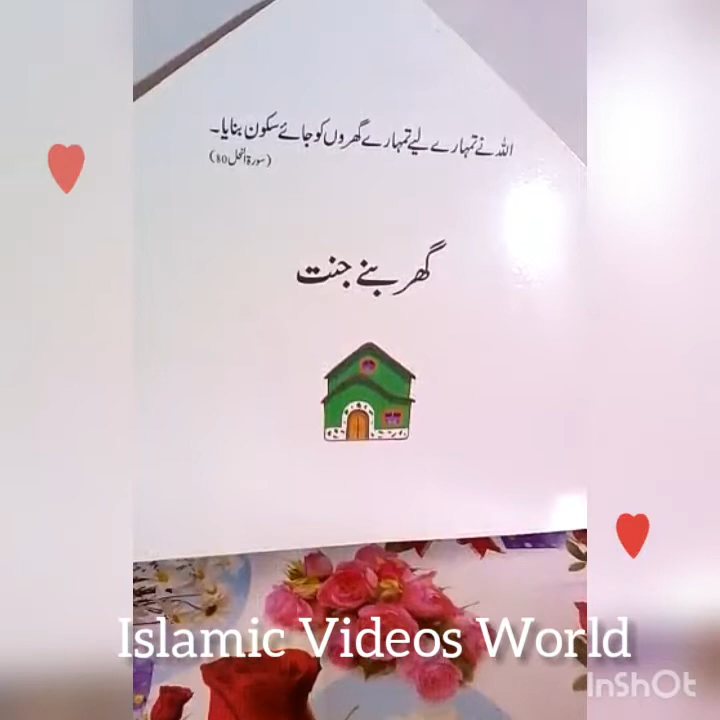 اللہ نے تمہارے لیے تمہارے گھروں کو جائے سکون بنایا۔
(سورۃ النحل 80)
گھر بنے جنت
Islamic Videos World
InShOt